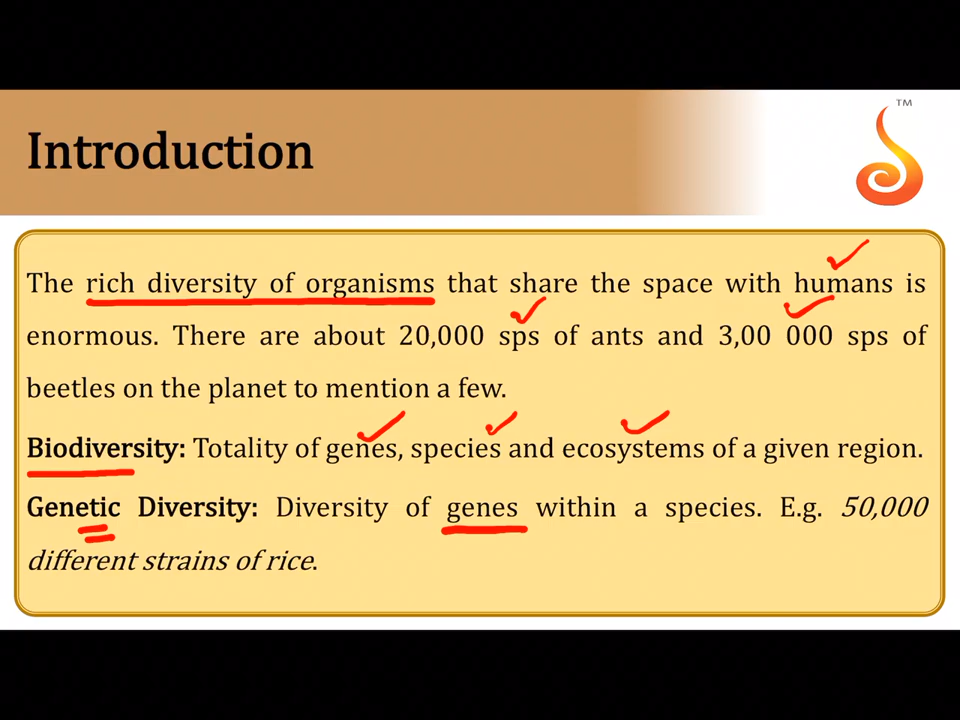 Introduction
TM
The rich diversity of organisms that share the space with humans is
enormous. There are about 20,000 sps of ants and 3,00 000 sps of
beetles on the planet to mention a few.
Biodiversity: Totality of genes, species and ecosystems of a given region.
Genetic Diversity: Diversity of genes within a species. E.g. 50,000
different strains of rice.